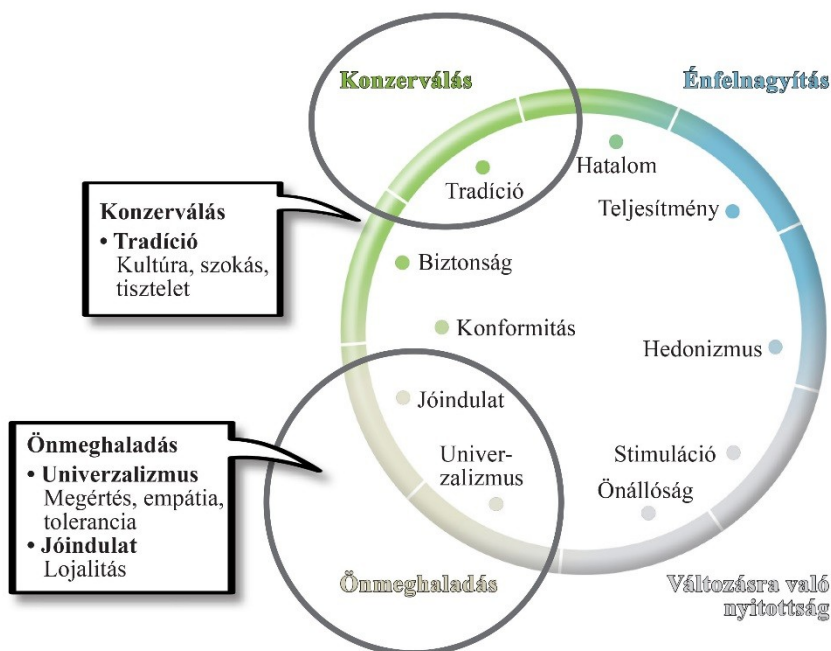 Konzerválás
Énfelnagyítás
Hatalom
Tradíció
Teljesítmény
Konzerválás
• Tradíció
Kultúra, szokás,
tisztelet
Biztonság
Konformitás
Hedonizmus
Jóindulat
Univer-
zalizmus
Stimuláció
Önállóság
Önmeghaladás
• Univerzalizmus
Megértés, empátia,
tolerancia
• Jóindulat
Lojalitás
Önmeghaladás
Változásra való
nyitottság